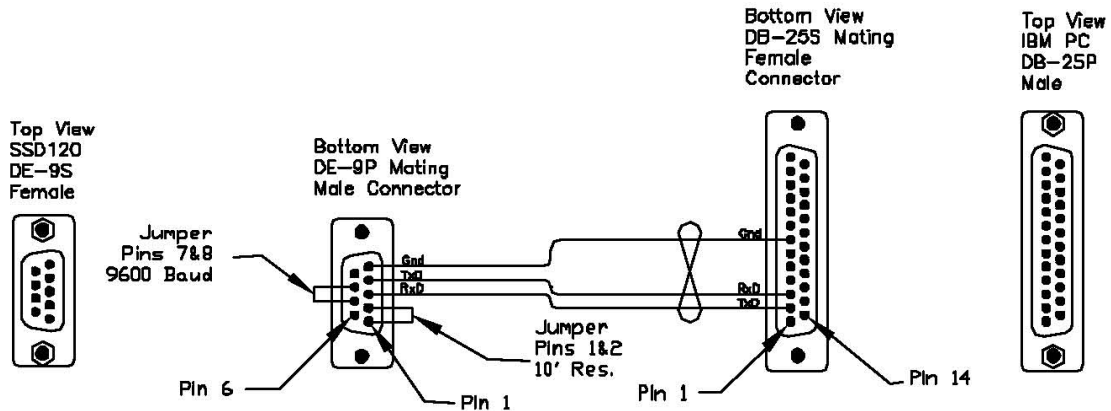 Top View
SSD120
DE-9S
Female
Jumper
Pins 7&8
9600 Baud
Bottom View
DE-9P Mating
Male Connector
Gnd
TxD
RxD
Pin 6
Pin 1
Jumper
Pins 1&2
10' Res.
Bottom View
DB-25S Mating
Female
Connector
Gnd
RxD
TxD
Pin 1
Pin 14
Top View
IBM PC
DB-25P
Male